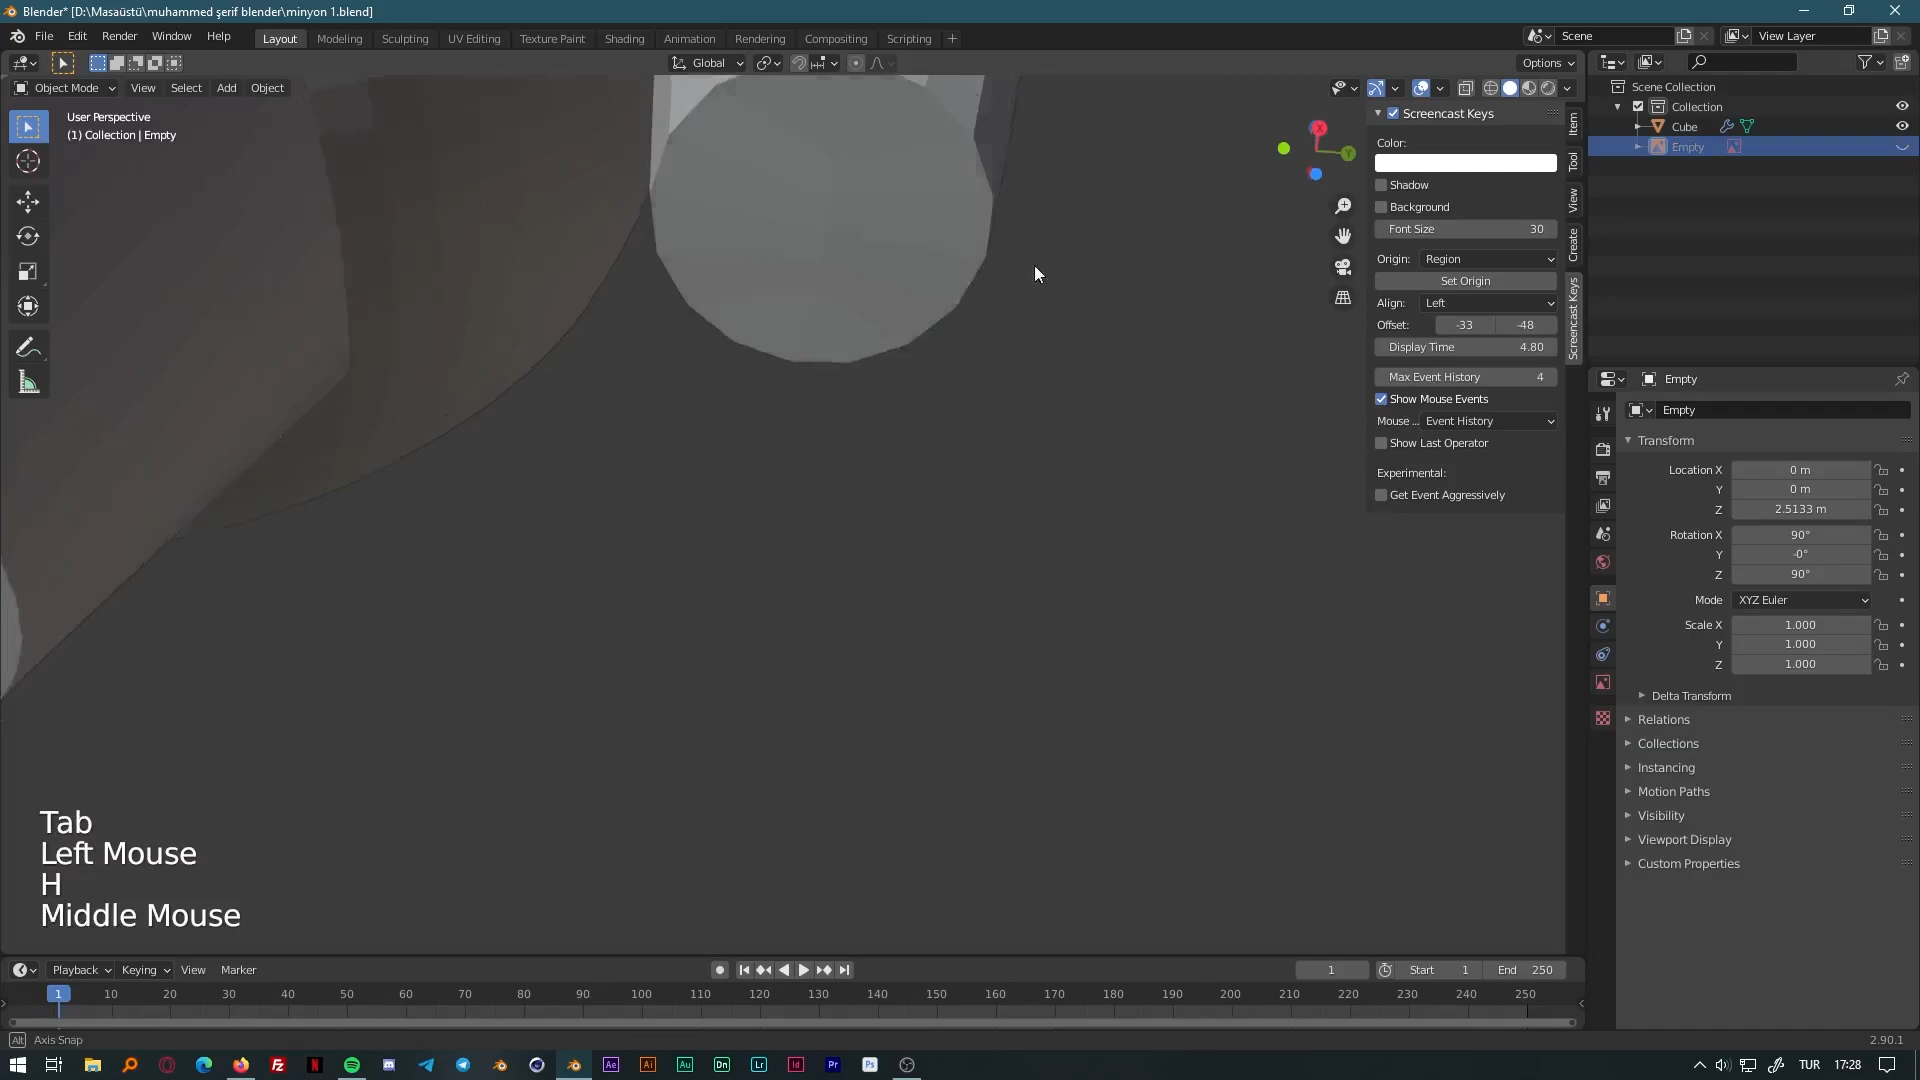 Blender* [D:\Masaüstü\muhammed şerif blender\minyon 1.blend]
File Edit Render Window Help
Layout Modeling Sculpting UV Editing Texture Paint Shading Animation Rendering Compositing Scripting
Scene
View Layer
Global
Options
Object Mode View Select Add Object
User Perspective
(1) Collection | Empty
Screencast Keys
Color:
Shadow
Background
Font Size 30
Origin: Region
Set Origin
Align: Left
Offset: -33 -48
Display Time 4.80
Max Event History 4
Show Mouse Events
Mouse ... Event History
Show Last Operator
Experimental:
Get Event Aggressively
Item
Tool
View
Create
Screencast Keys
X
Y
Scene Collection
Collection
Cube
Empty
Empty
Empty
Transform
Location X 0 m
Y 0 m
Z 2.5133 m
Rotation X 90°
Y -0°
Z 90°
Mode XYZ Euler
Scale X 1.000
Y 1.000
Z 1.000
Delta Transform
Relations
Collections
Instancing
Motion Paths
Visibility
Viewport Display
Custom Properties
Tab
Left Mouse
H
Middle Mouse
Playback Keying View Marker
1
Start 1
End 250
1 10 20 30 40 50 60 70 80 90 100 110 120 130 140 150 160 170 180 190 200 210 220 230 240 250
Alt Axis Snap
2.90.1
Ae Ai Au Dn Lr Id Pr Ps
TUR 17:28